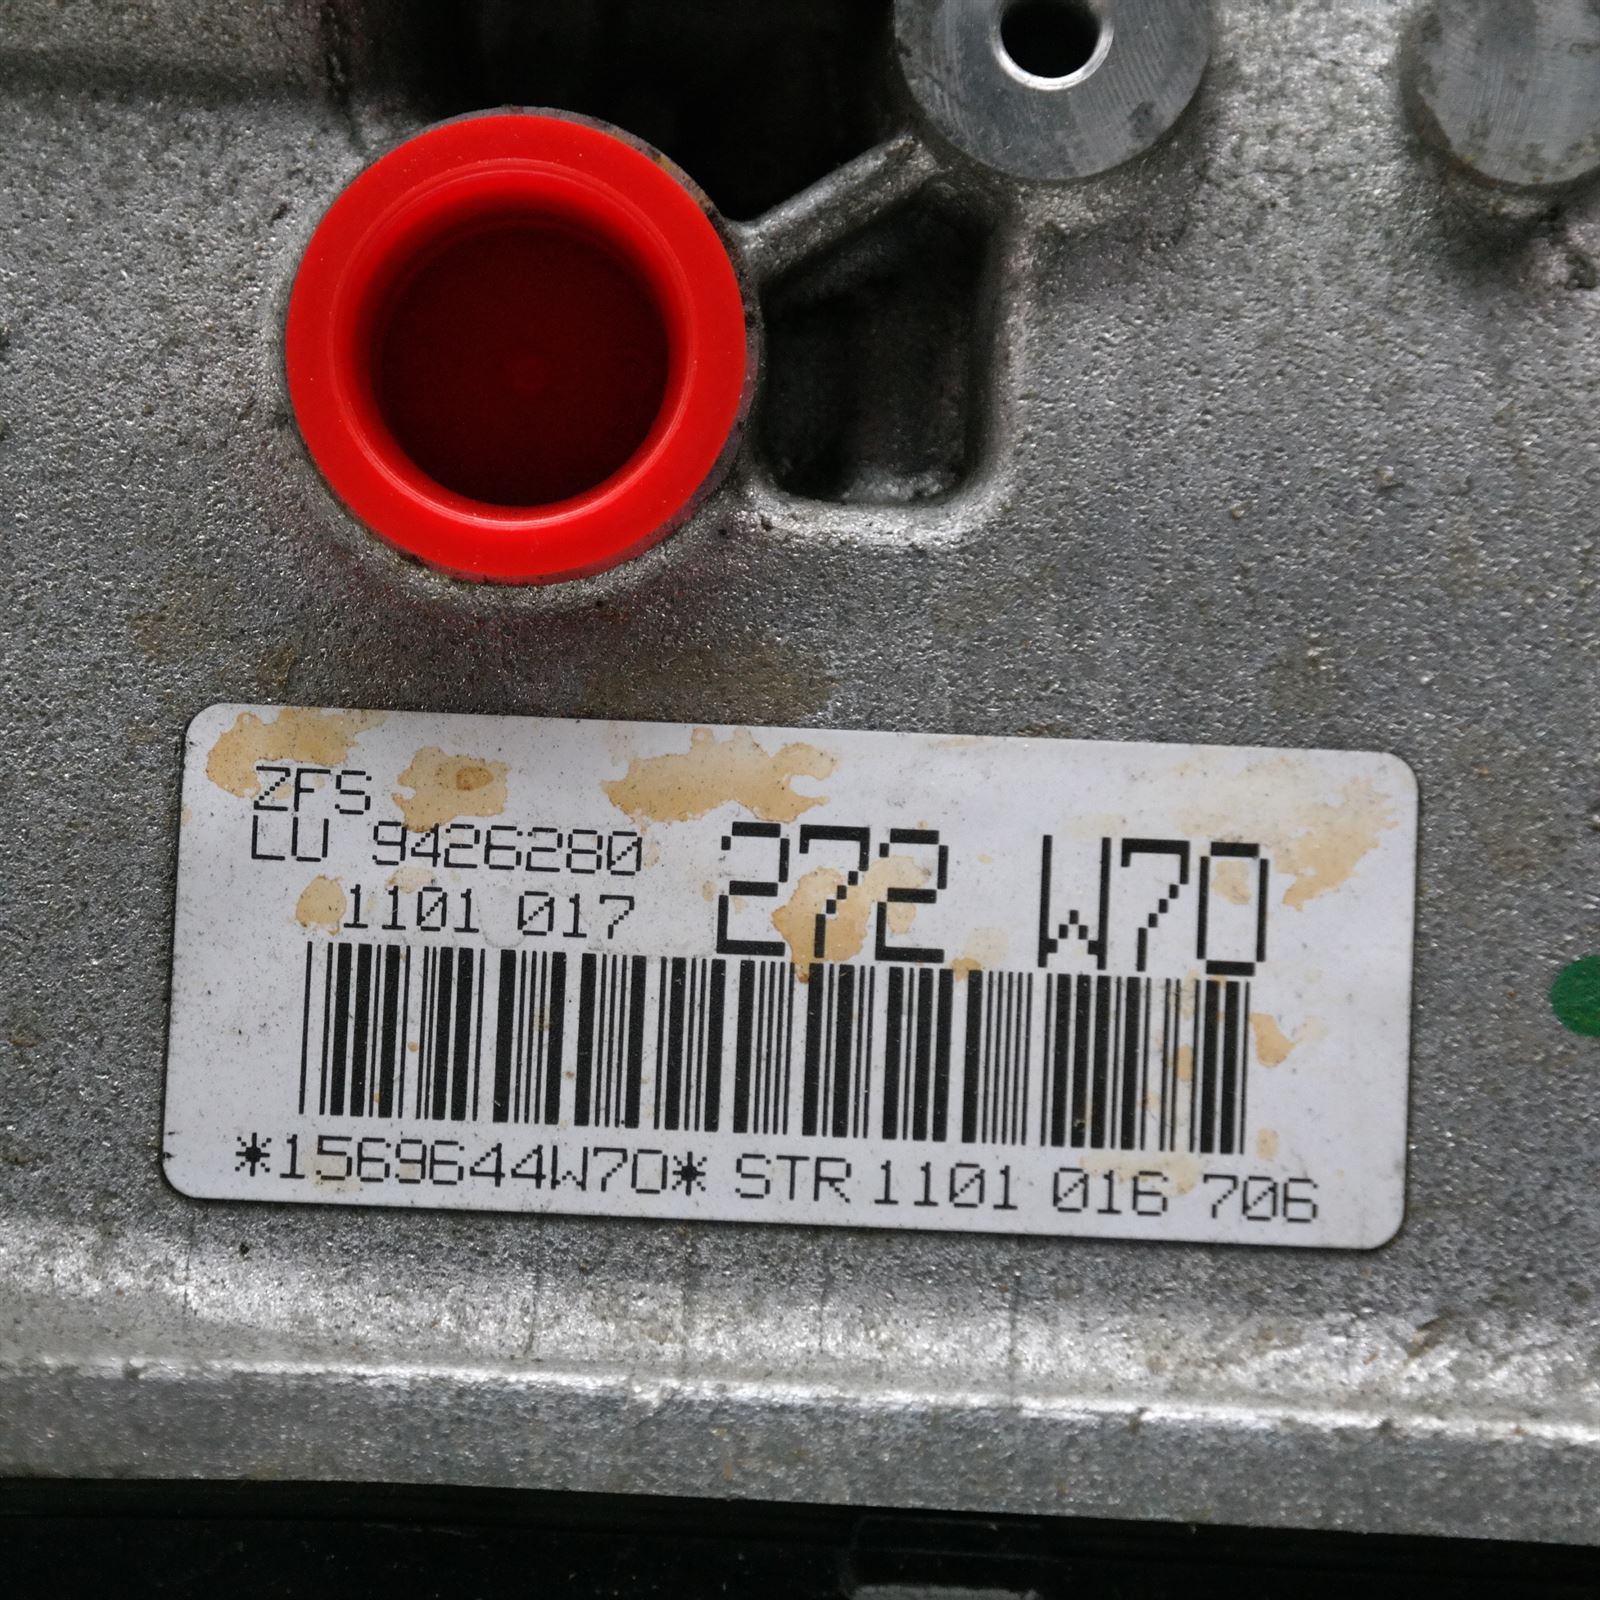 ZFS
LU 9426280 272 W70
1101 017
*1569644W70* STR 1101 016 706